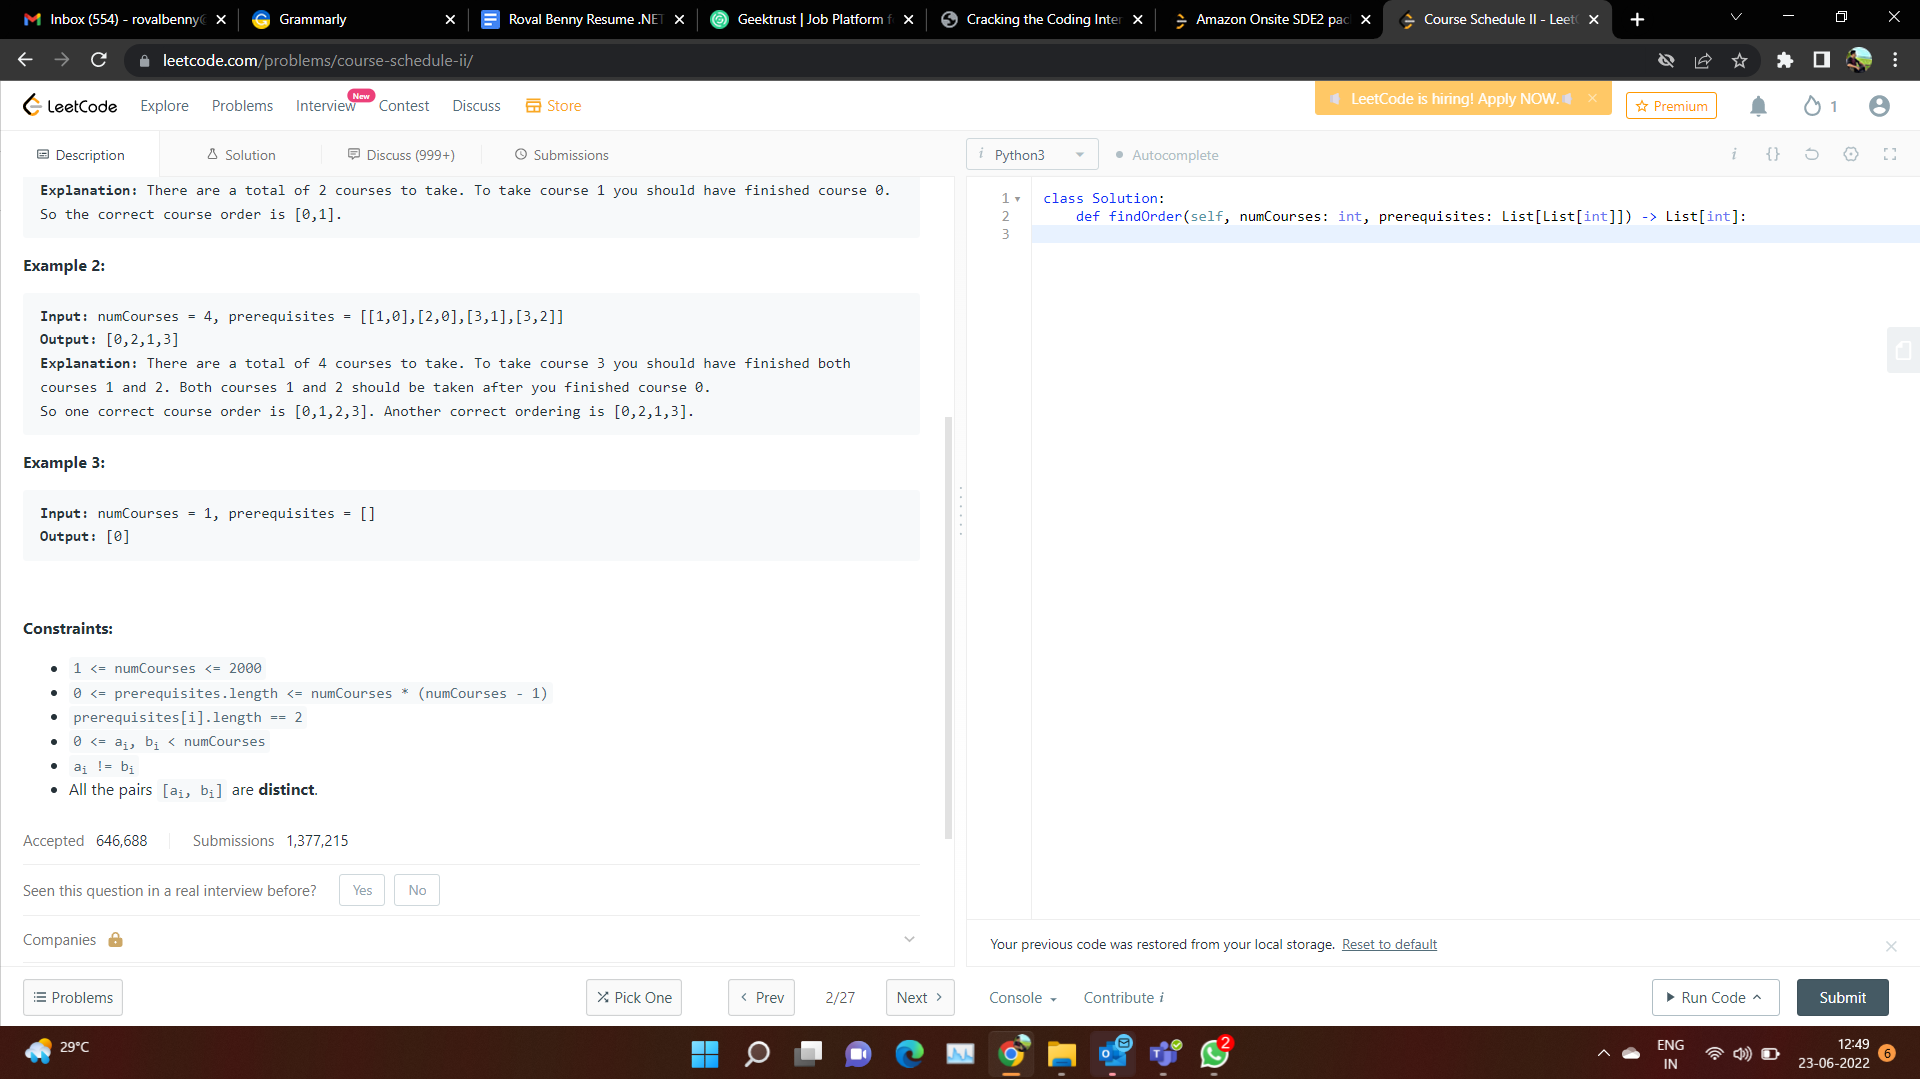 Inbox (554) - rovalbenny
Grammarly
Roval Benny Resume .NET
Geektrust | Job Platform f
Cracking the Coding Inter
Amazon Onsite SDE2 pac
Course Schedule II - Leet
leetcode.com/problems/course-schedule-ii/
LeetCode Explore Problems Interview New Contest Discuss Store
LeetCode is hiring! Apply NOW.
Premium
1
Description Solution Discuss (999+) Submissions
Python3 Autocomplete
Explanation: There are a total of 2 courses to take. To take course 1 you should have finished course 0.
So the correct course order is [0,1].
Example 2:
Input: numCourses = 4, prerequisites = [[1,0],[2,0],[3,1],[3,2]]
Output: [0,2,1,3]
Explanation: There are a total of 4 courses to take. To take course 3 you should have finished both
courses 1 and 2. Both courses 1 and 2 should be taken after you finished course 0.
So one correct course order is [0,1,2,3]. Another correct ordering is [0,2,1,3].
Example 3:
Input: numCourses = 1, prerequisites = []
Output: [0]
Constraints:
1 <= numCourses <= 2000
0 <= prerequisites.length <= numCourses * (numCourses - 1)
prerequisites[i].length == 2
0 <= ai, bi < numCourses
ai != bi
All the pairs [ai, bi] are distinct.
Accepted 646,688 Submissions 1,377,215
Seen this question in a real interview before? Yes No
Companies
Problems Pick One Prev 2/27 Next
1 class Solution:
2 def findOrder(self, numCourses: int, prerequisites: List[List[int]]) -> List[int]:
3
Your previous code was restored from your local storage. Reset to default
Console Contribute i Run Code Submit
29°C
2
ENG
IN
12:49
23-06-2022
6